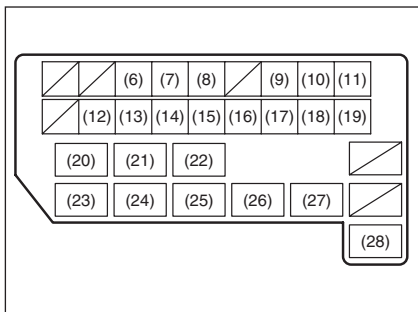 (6) (7) (8) (9) (10) (11)
(12) (13) (14) (15) (16) (17) (18) (19)
(20) (21) (22)
(23) (24) (25) (26) (27)
(28)